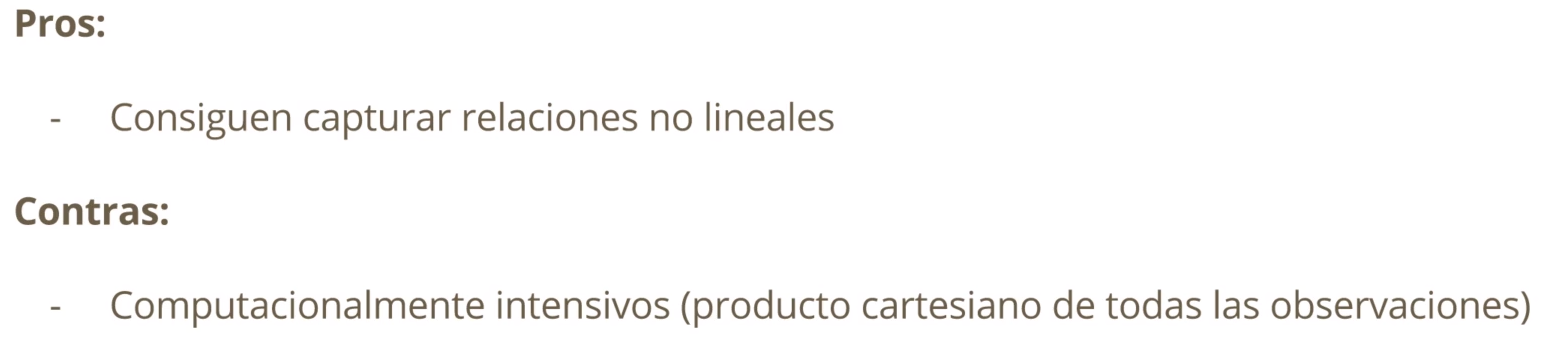 Pros:
- Consiguen capturar relaciones no lineales
Contras:
- Computacionalmente intensivos (producto cartesiano de todas las observaciones)